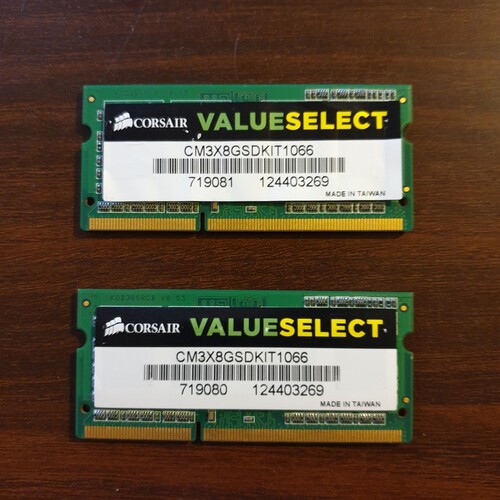 CORSAIR VALUESELECT
CM3X8GSDKIT1066
719081 124403269
MADE IN TAIWAN
CORSAIR VALUESELECT
CM3X8GSDKIT1066
719080 124403269
MADE IN TAIWAN